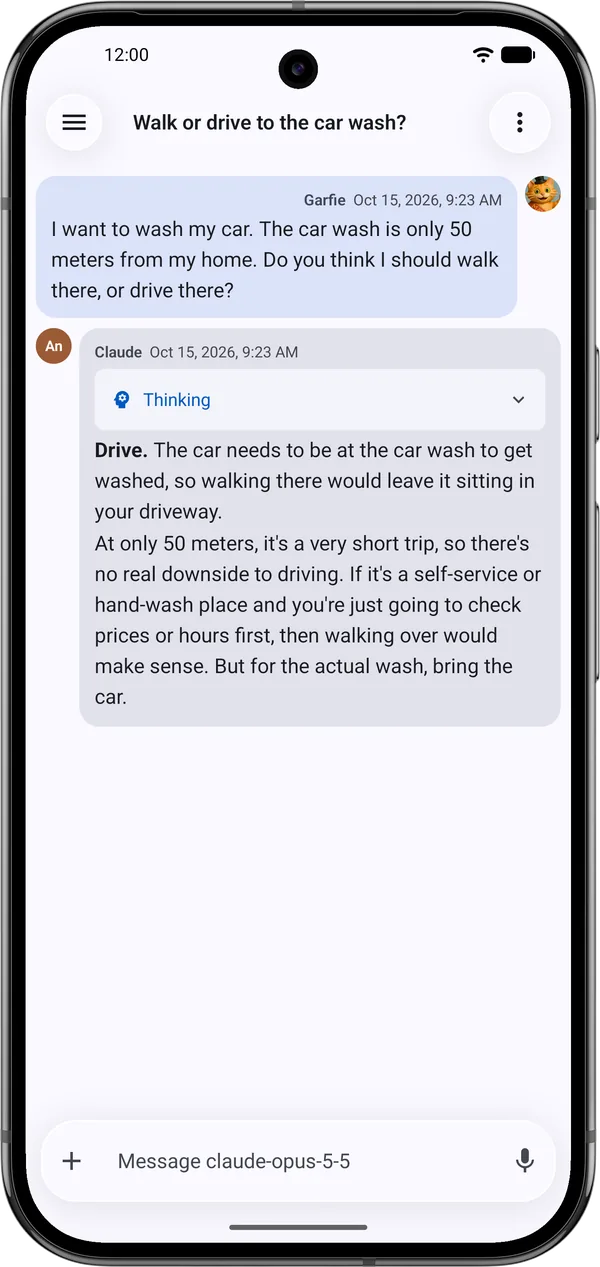 12:00
Walk or drive to the car wash?
Garfie Oct 15, 2026, 9:23 AM
I want to wash my car. The car wash is only 50
meters from my home. Do you think I should walk
there, or drive there?
An
Claude Oct 15, 2026, 9:23 AM
Thinking
Drive. The car needs to be at the car wash to get
washed, so walking there would leave it sitting in
your driveway.
At only 50 meters, it's a very short trip, so there's
no real downside to driving. If it's a self-service or
hand-wash place and you're just going to check
prices or hours first, then walking over would
make sense. But for the actual wash, bring the
car.
Message claude-opus-5-5